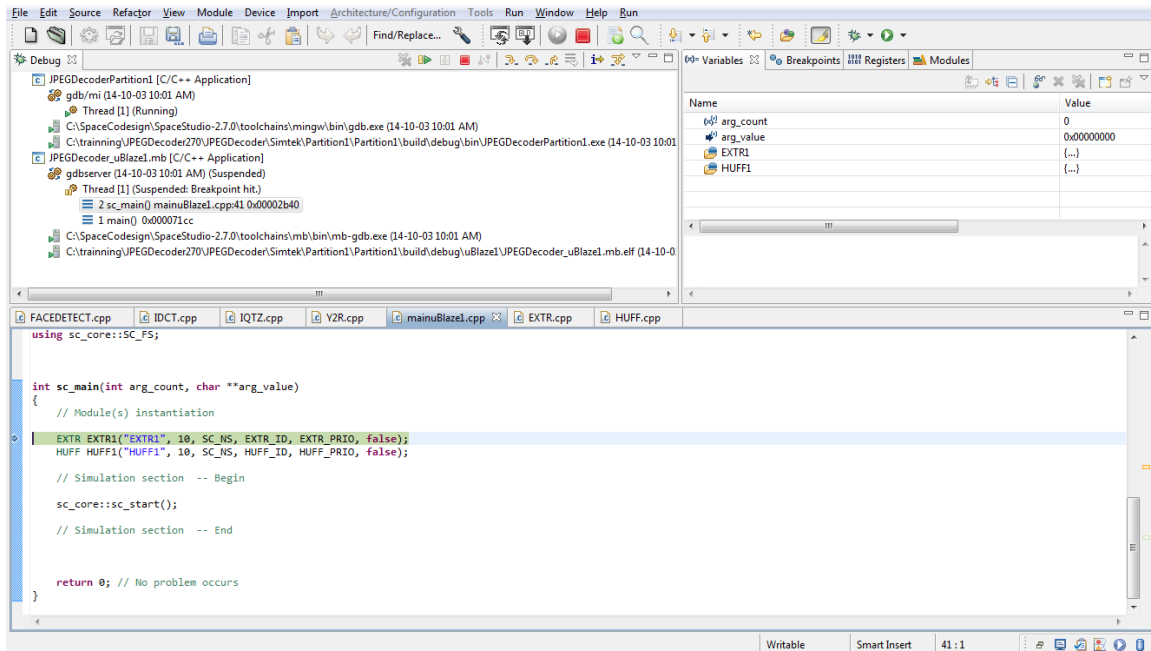 File Edit Source Refactor View Module Device Import Architecture/Configuration Tools Run Window Help Run
Find/Replace...
Debug
JPEGDecoderPartition1 [C/C++ Application]
gdb/mi (14-10-03 10:01 AM)
Thread [1] (Running)
C:\SpaceCodesign\SpaceStudio-2.7.0\toolchains\mingw\bin\gdb.exe (14-10-03 10:01 AM)
C:\trainning\JPEGDecoder270\JPEGDecoder\Simtek\Partition1\Partition1\build\debug\bin\JPEGDecoderPartition1.exe (14-10-03 10:01
JPEGDecoder_uBlaze1.mb [C/C++ Application]
gdbserver (14-10-03 10:01 AM) (Suspended)
Thread [1] (Suspended: Breakpoint hit.)
2 sc_main() mainuBlaze1.cpp:41 0x00002b40
1 main() 0x000071cc
C:\SpaceCodesign\SpaceStudio-2.7.0\toolchains\mb\bin\mb-gdb.exe (14-10-03 10:01 AM)
C:\trainning\JPEGDecoder270\JPEGDecoder\Simtek\Partition1\Partition1\build\debug\uBlaze1\JPEGDecoder_uBlaze1.mb.elf (14-10-0
(x)= Variables Breakpoints Registers Modules
Name Value
arg_count 0
arg_value 0x00000000
EXTR1 {...}
HUFF1 {...}
FACEDETECT.cpp IDCT.cpp IQTZ.cpp Y2R.cpp mainuBlaze1.cpp EXTR.cpp HUFF.cpp
using sc_core::SC_FS;
int sc_main(int arg_count, char **arg_value)
{
// Module(s) instantiation
EXTR EXTR1("EXTR1", 10, SC_NS, EXTR_ID, EXTR_PRIO, false);
HUFF HUFF1("HUFF1", 10, SC_NS, HUFF_ID, HUFF_PRIO, false);
// Simulation section -- Begin
sc_core::sc_start();
// Simulation section -- End
return 0; // No problem occurs
}
Writable Smart Insert 41 : 1